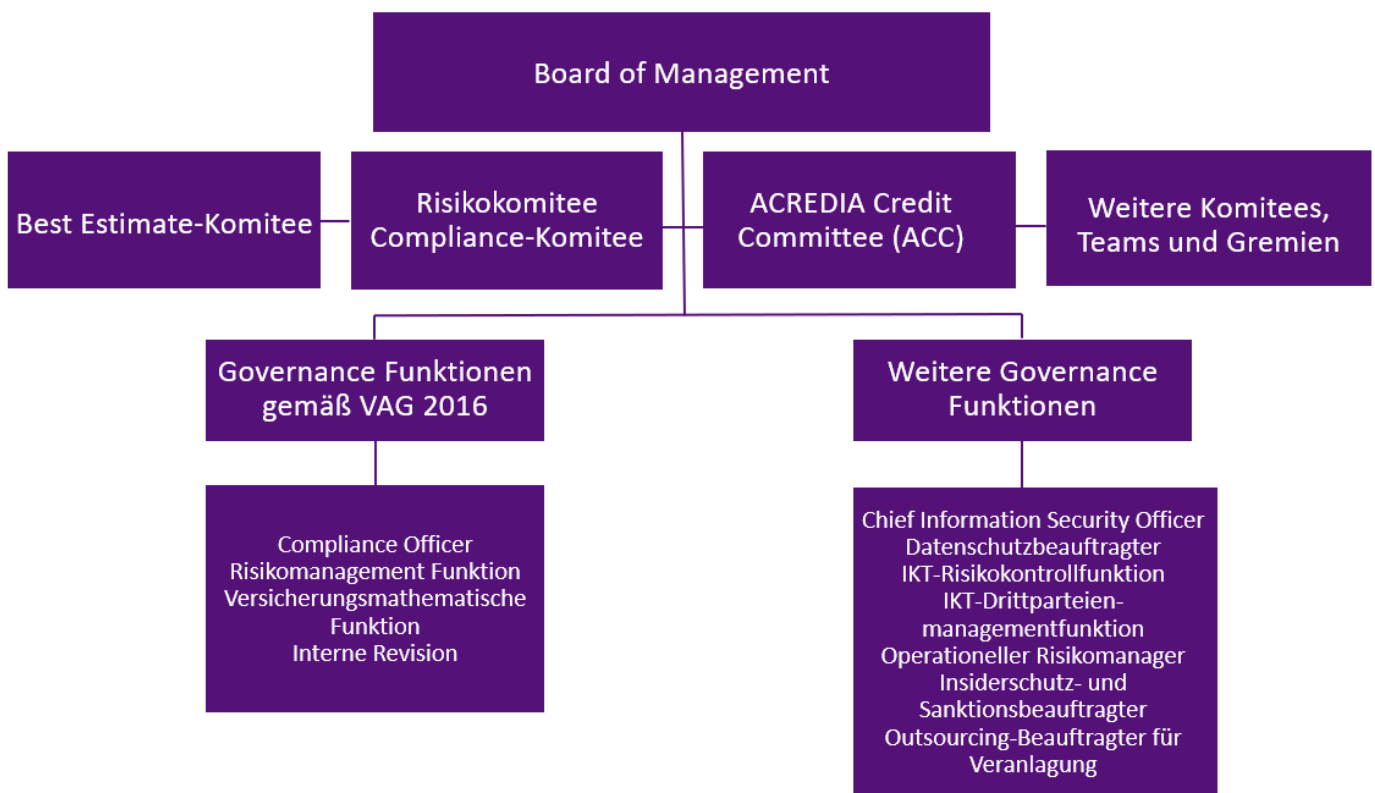 Board of Management
Best Estimate-Komitee
Risikokomitee
Compliance-Komitee
ACREDIA Credit
Committee (ACC)
Weitere Komitees,
Teams und Gremien
Governance Funktionen
gemäß VAG 2016
Weitere Governance
Funktionen
Compliance Officer
Risikomanagement Funktion
Versicherungsmathematische
Funktion
Interne Revision
Chief Information Security Officer
Datenschutzbeauftragter
IKT-Risikokontrollfunktion
IKT-Drittparteien-
managementfunktion
Operationeller Risikomanager
Insiderschutz- und
Sanktionsbeauftragter
Outsourcing-Beauftragter für
Veranlagung